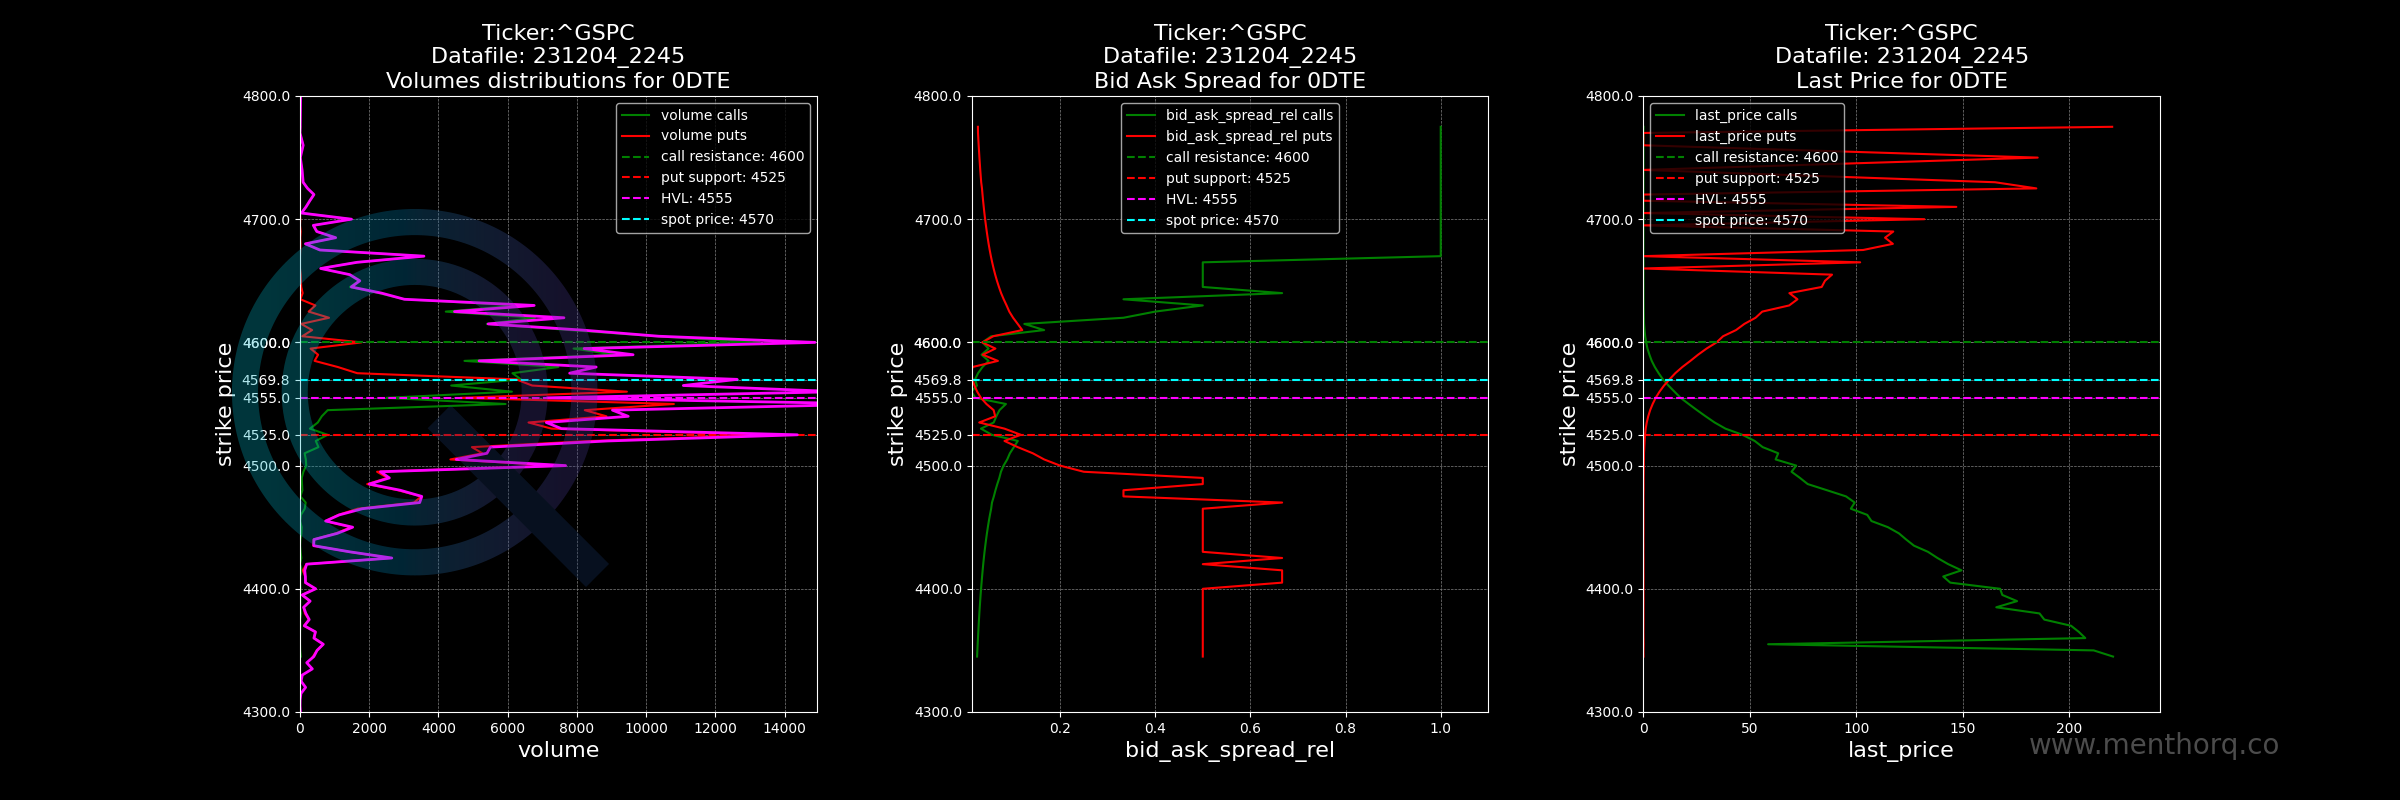 Ticker:^GSPC
Datafile: 231204_2245
Volumes distributions for 0DTE
4800.0
4700.0
4600.0
4569.8
4555.0
4525.0
4500.0
4400.0
4300.0
strike price
volume calls
volume puts
call resistance: 4600
put support: 4525
HVL: 4555
spot price: 4570
0 2000 4000 6000 8000 10000 12000 14000
volume
Ticker:^GSPC
Datafile: 231204_2245
Bid Ask Spread for 0DTE
4800.0
4700.0
4600.0
4569.8
4555.0
4525.0
4500.0
4400.0
4300.0
strike price
bid_ask_spread_rel calls
bid_ask_spread_rel puts
call resistance: 4600
put support: 4525
HVL: 4555
spot price: 4570
0.2 0.4 0.6 0.8 1.0
bid_ask_spread_rel
Ticker:^GSPC
Datafile: 231204_2245
Last Price for 0DTE
4800.0
4700.0
4600.0
4569.8
4555.0
4525.0
4500.0
4400.0
4300.0
strike price
last_price calls
last_price puts
call resistance: 4600
put support: 4525
HVL: 4555
spot price: 4570
0 50 100 150 200
last_price
www.menthorq.co